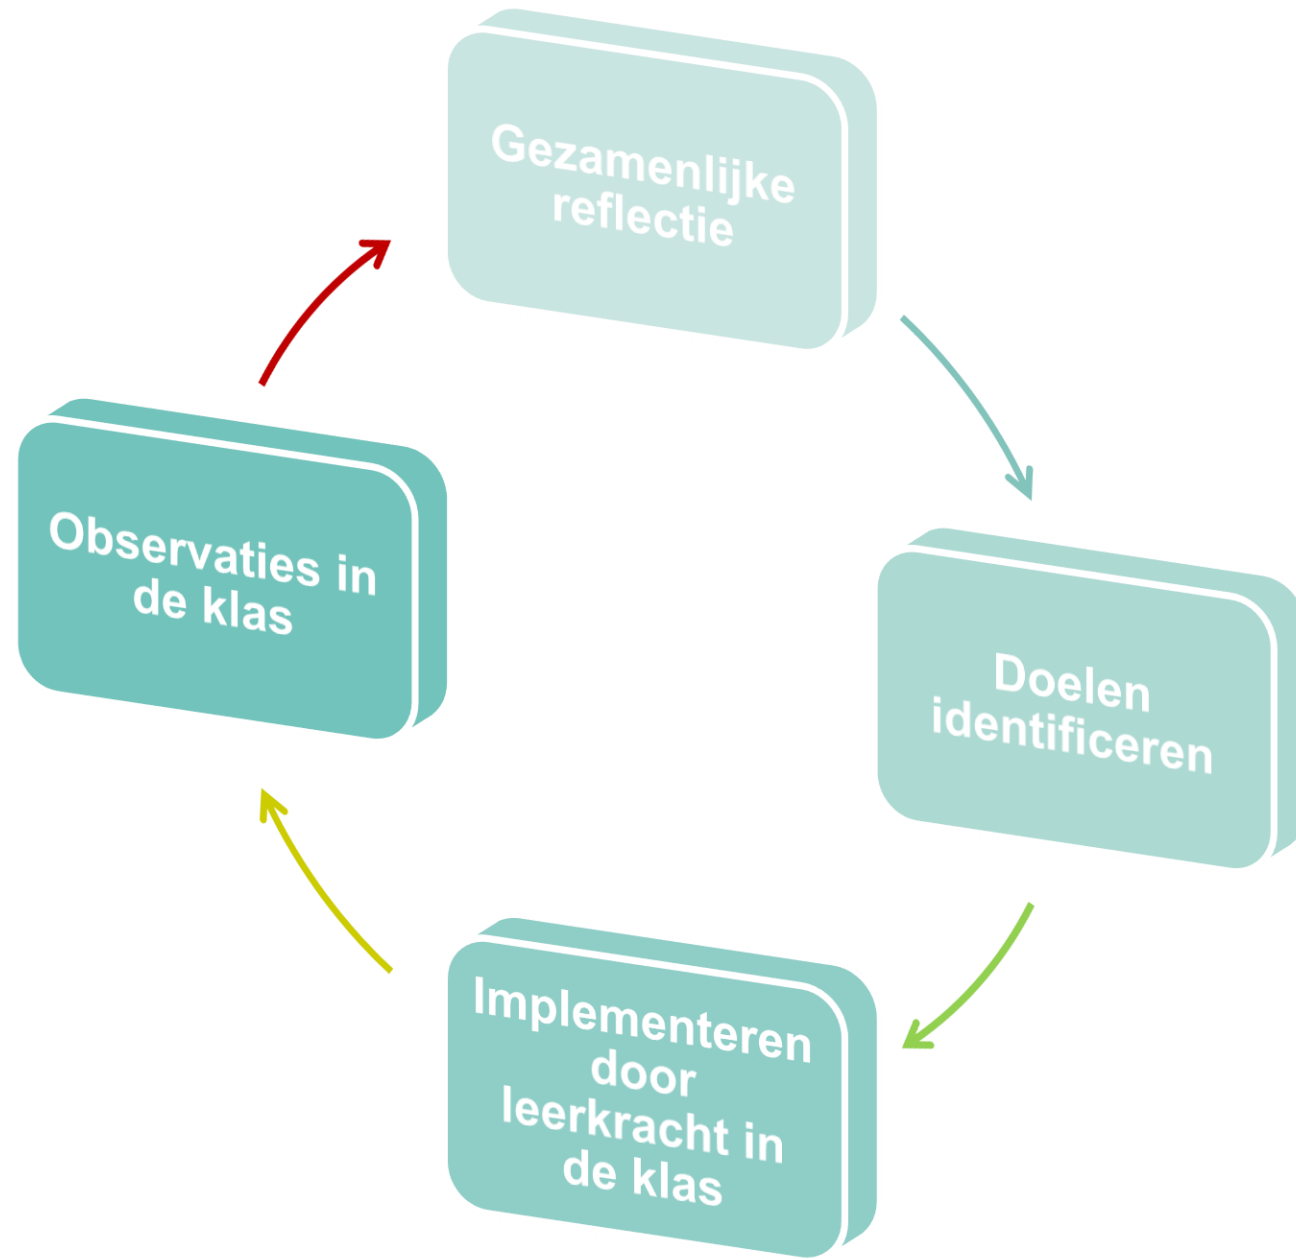 Gezamenlijke
reflectie
Observaties in
de klas
Doelen
identificeren
Implementeren
door
leerkracht in
de klas